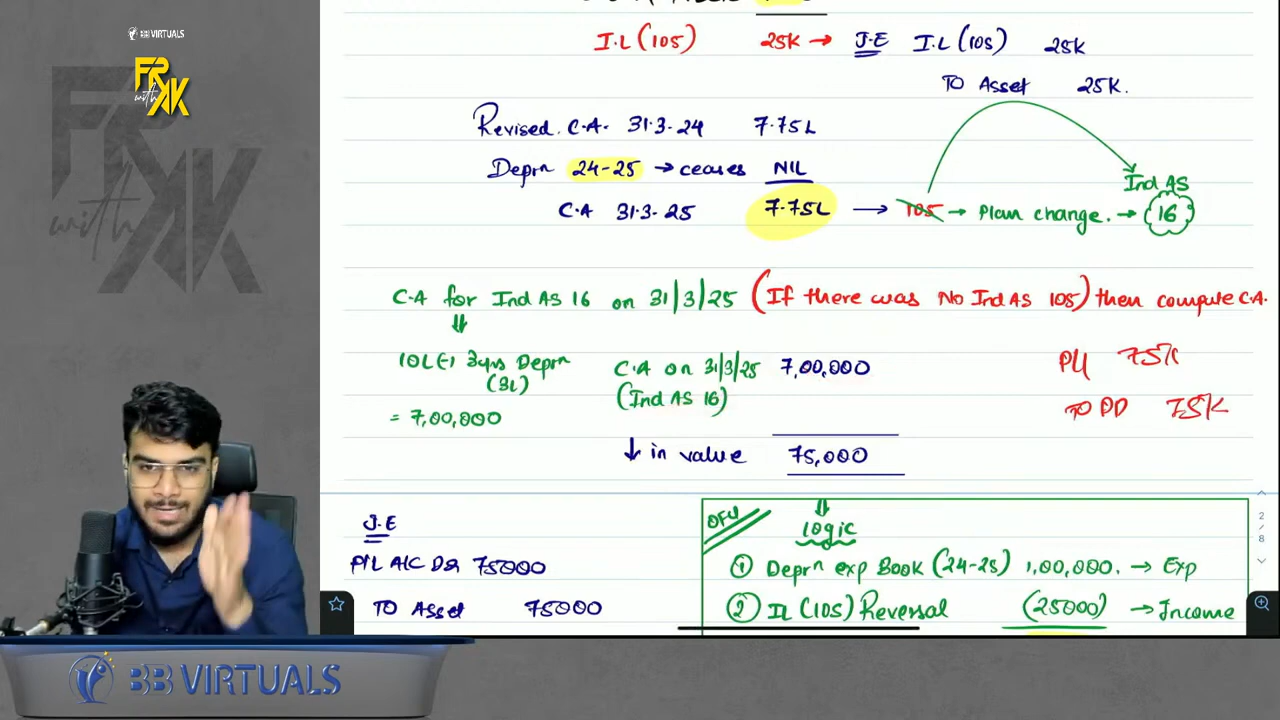 BB VIRTUALS
FR with AK
I.L (105) 25K → J.E I.L (105) 25K
TO Asset 25K.
Revised. C.A. 31.3.24 7.75L
Deprn 24-25 → ceases NIL
C.A 31.3.25 7.75L → 105 → Plan change. → Ind AS 16
C.A for Ind AS 16 on 31/3/25 (If there was No Ind AS 105) then compute C.A.
⇓
10L (-) 3yrs Deprn (3L)
= 7,00,000
C.A on 31/3/25 7,00,000
(Ind AS 16)
↓ in value 75,000
P/L 75K
TO PPE 75K
J.E
P/L A/C Dr 75000
TO Asset 75000
⇓
Logic
① Deprn exp Book (24-25) 1,00,000. → Exp
② IL (105) Reversal (25000) → Income
2
/
8
BB VIRTUALS